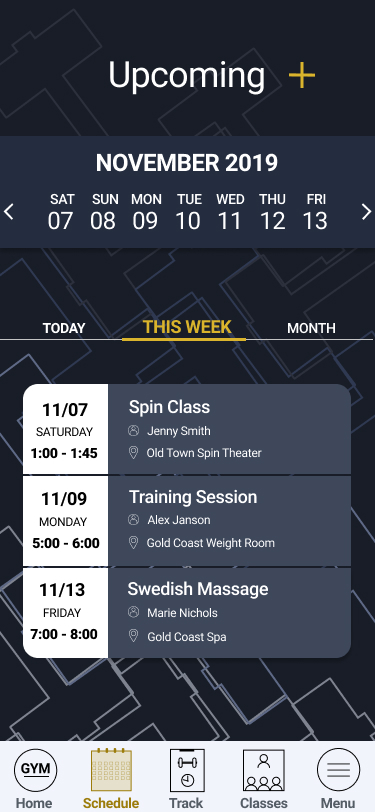 Upcoming
NOVEMBER 2019
SAT SUN MON TUE WED THU FRI
07 08 09 10 11 12 13
TODAY THIS WEEK MONTH
11/07
SATURDAY
1:00 - 1:45
Spin Class
Jenny Smith
Old Town Spin Theater
11/09
MONDAY
5:00 - 6:00
Training Session
Alex Janson
Gold Coast Weight Room
11/13
FRIDAY
7:00 - 8:00
Swedish Massage
Marie Nichols
Gold Coast Spa
GYM
Home Schedule Track Classes Menu